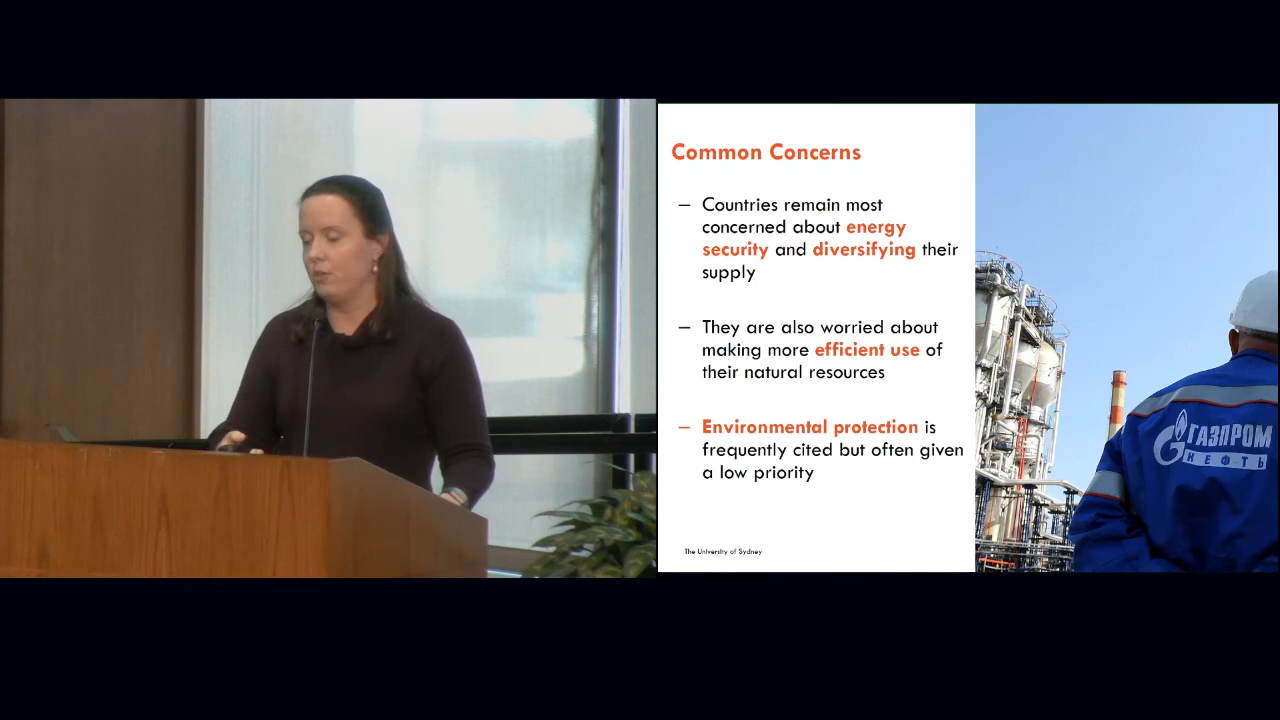 Common Concerns
– Countries remain most
concerned about energy
security and diversifying their
supply
– They are also worried about
making more efficient use of
their natural resources
– Environmental protection is
frequently cited but often given
a low priority
The University of Sydney
ГАЗПРОМ
НЕФТЬ